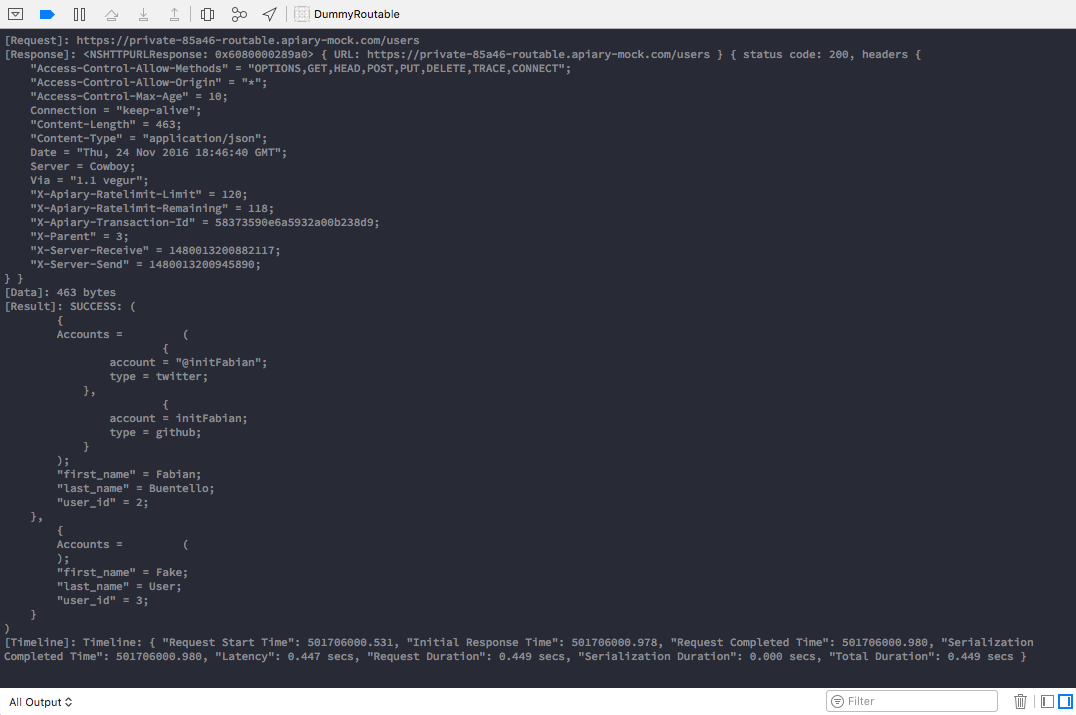 DummyRoutable
[Request]: https://private-85a46-routable.apiary-mock.com/users
[Response]: <NSHTTPURLResponse: 0x6080000289a0> { URL: https://private-85a46-routable.apiary-mock.com/users } { status code: 200, headers {
    "Access-Control-Allow-Methods" = "OPTIONS,GET,HEAD,POST,PUT,DELETE,TRACE,CONNECT";
    "Access-Control-Allow-Origin" = "*";
    "Access-Control-Max-Age" = 10;
    Connection = "keep-alive";
    "Content-Length" = 463;
    "Content-Type" = "application/json";
    Date = "Thu, 24 Nov 2016 18:46:40 GMT";
    Server = Cowboy;
    Via = "1.1 vegur";
    "X-Apiary-Ratelimit-Limit" = 120;
    "X-Apiary-Ratelimit-Remaining" = 118;
    "X-Apiary-Transaction-Id" = 58373590e6a5932a00b238d9;
    "X-Parent" = 3;
    "X-Server-Receive" = 1480013200882117;
    "X-Server-Send" = 1480013200945890;
} }
[Data]: 463 bytes
[Result]: SUCCESS: (
        {
        Accounts =         (
                        {
                account = "@initFabian";
                type = twitter;
            },
                        {
                account = initFabian;
                type = github;
            }
        );
        "first_name" = Fabian;
        "last_name" = Buentello;
        "user_id" = 2;
    },
        {
        Accounts =         (
        );
        "first_name" = Fake;
        "last_name" = User;
        "user_id" = 3;
    }
)
[Timeline]: Timeline: { "Request Start Time": 501706000.531, "Initial Response Time": 501706000.978, "Request Completed Time": 501706000.980, "Serialization
Completed Time": 501706000.980, "Latency": 0.447 secs, "Request Duration": 0.449 secs, "Serialization Duration": 0.000 secs, "Total Duration": 0.449 secs }
All Output
Filter